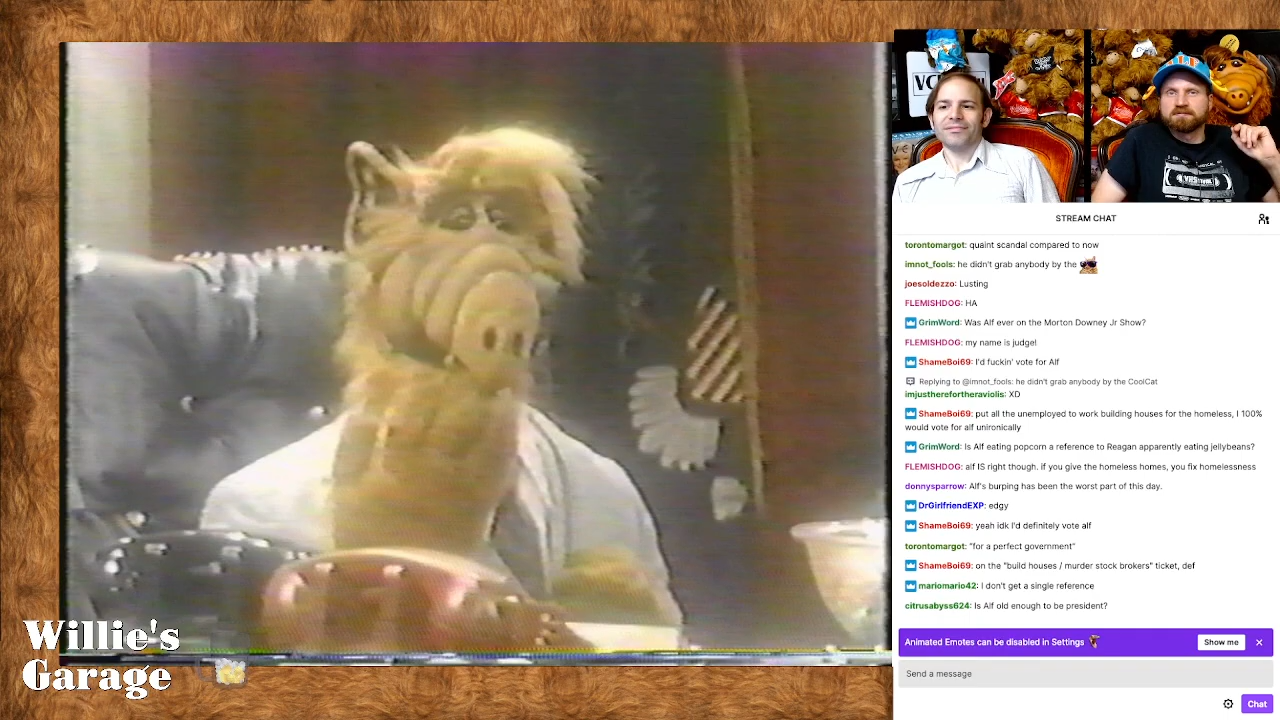 VC
ALF
STREAM CHAT
torontomargot: quaint scandal compared to now
imnot_fools: he didn't grab anybody by the
joesoldezzo: Lusting
FLEMISHDOG: HA
GrimWord: Was Alf ever on the Morton Downey Jr Show?
FLEMISHDOG: my name is judge!
ShameBoi69: I'd fuckin' vote for Alf
Replying to @imnot_fools: he didn't grab anybody by the CoolCat
imjustherefortheraviolis: XD
ShameBoi69: put all the unemployed to work building houses for the homeless, I 100%
would vote for alf unironically
GrimWord: Is Alf eating popcorn a reference to Reagan apparently eating jellybeans?
FLEMISHDOG: alf IS right though. if you give the homeless homes, you fix homelessness
donnysparrow: Alf's burping has been the worst part of this day.
DrGirlfriendEXP: edgy
ShameBoi69: yeah idk I'd definitely vote alf
torontomargot: "for a perfect government"
ShameBoi69: on the "build houses / murder stock brokers" ticket, def
mariomario42: I don't get a single reference
citrusabyss624: Is Alf old enough to be president?
Animated Emotes can be disabled in Settings
Show me
Send a message
Chat
Willie's
Garage